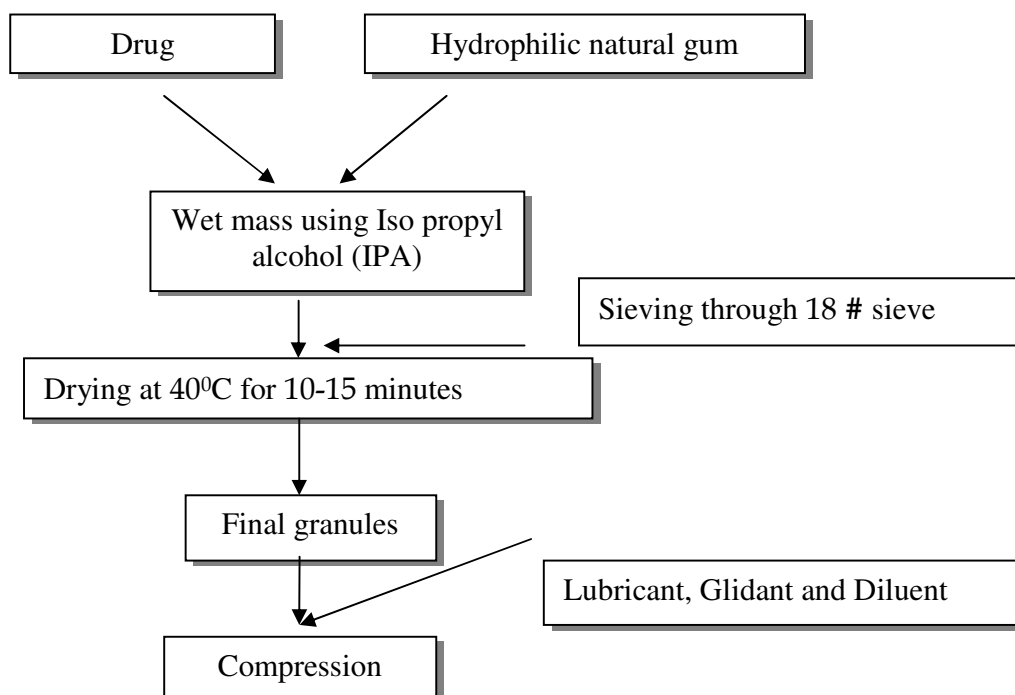 Drug
Hydrophilic natural gum
Wet mass using Iso propyl
alcohol (IPA)
Sieving through 18 # sieve
Drying at 40⁰C for 10-15 minutes
Final granules
Lubricant, Glidant and Diluent
Compression